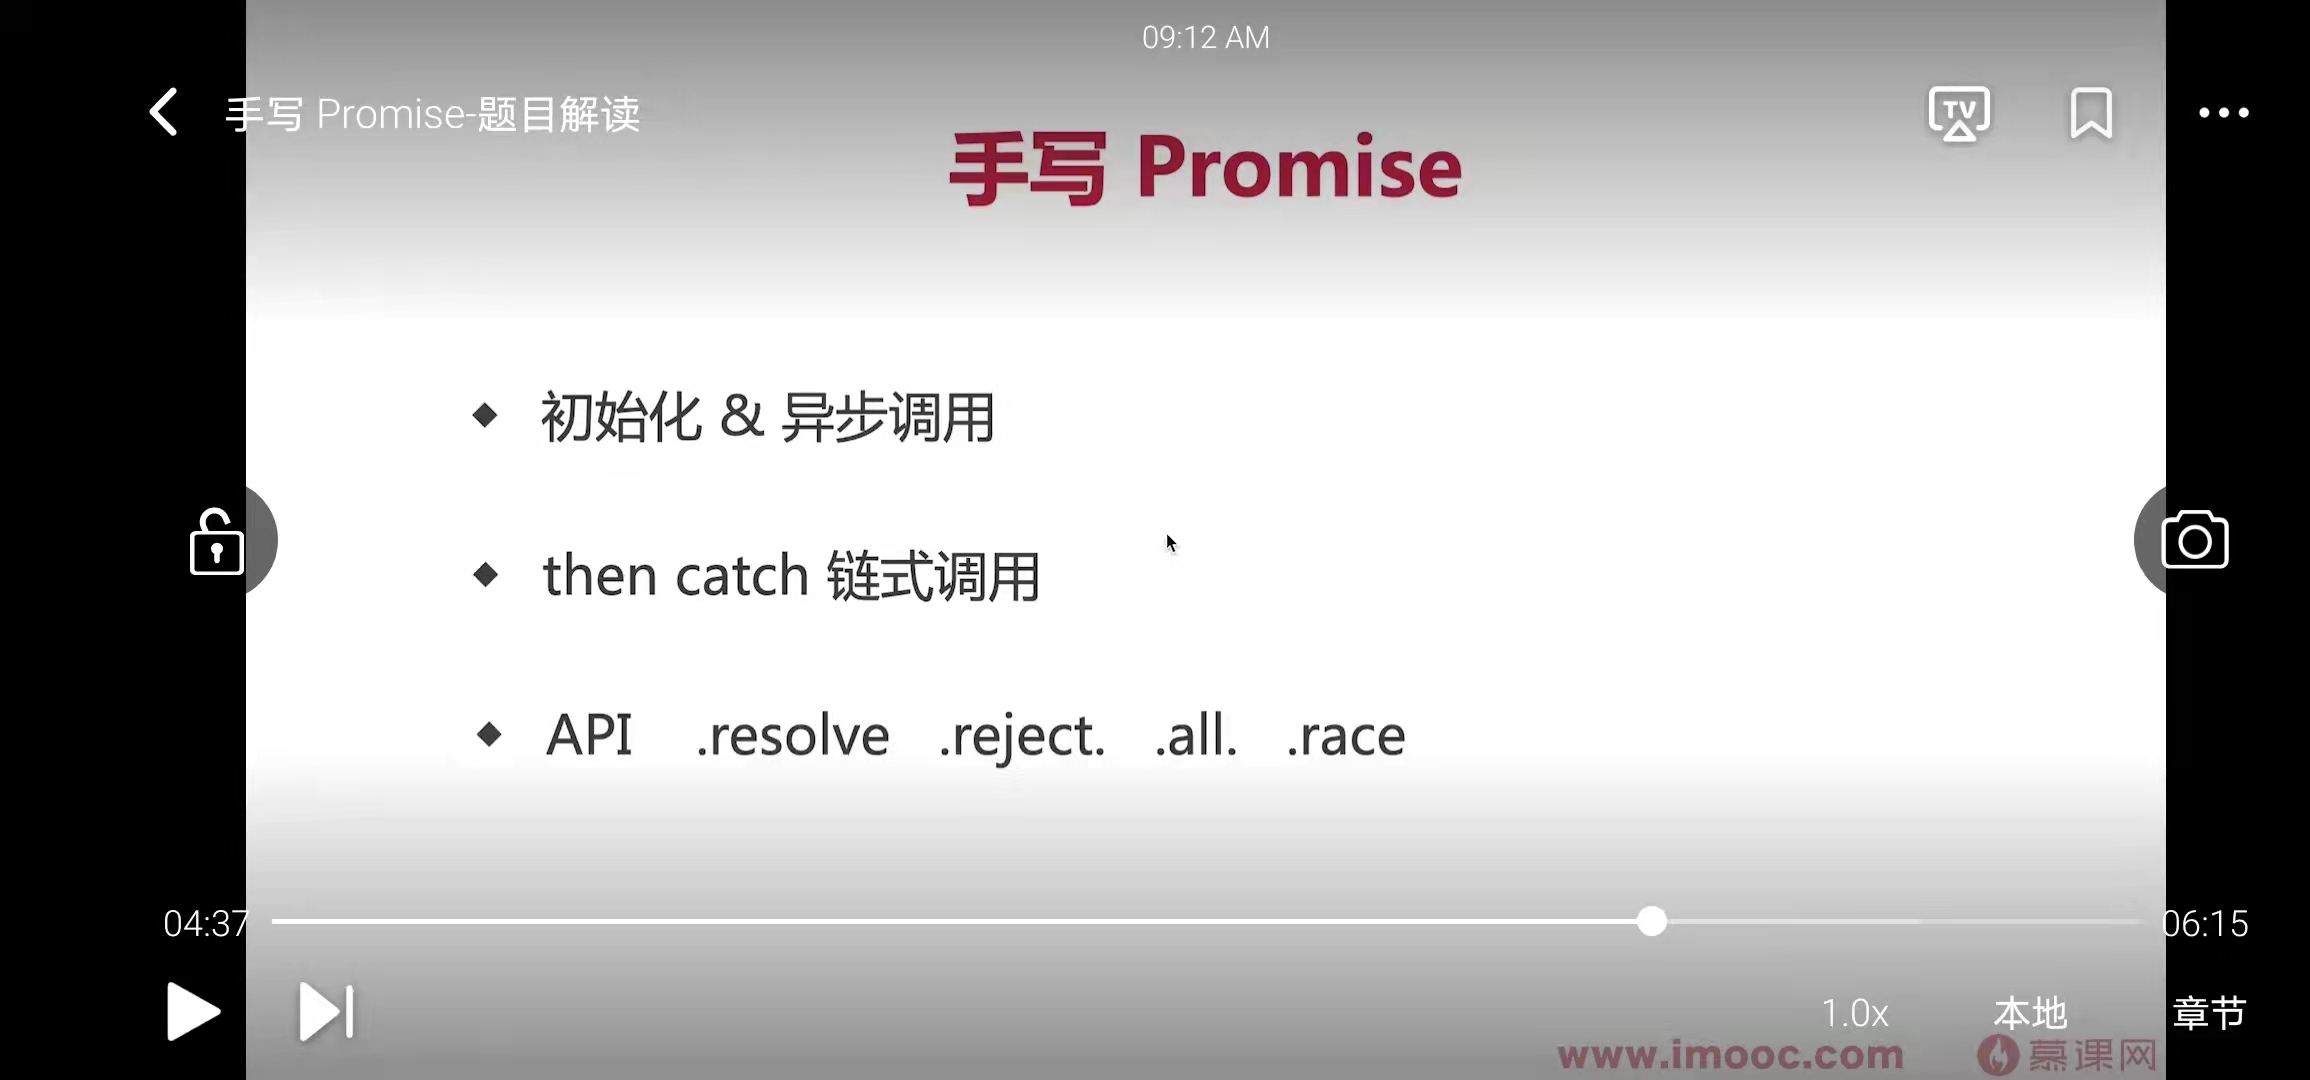 09:12 AM
手写 Promise-题目解读
TV
手写 Promise
初始化 & 异步调用
then catch 链式调用
API .resolve .reject. .all. .race
04:37
06:15
1.0x 本地 章节
www.imooc.com 慕课网